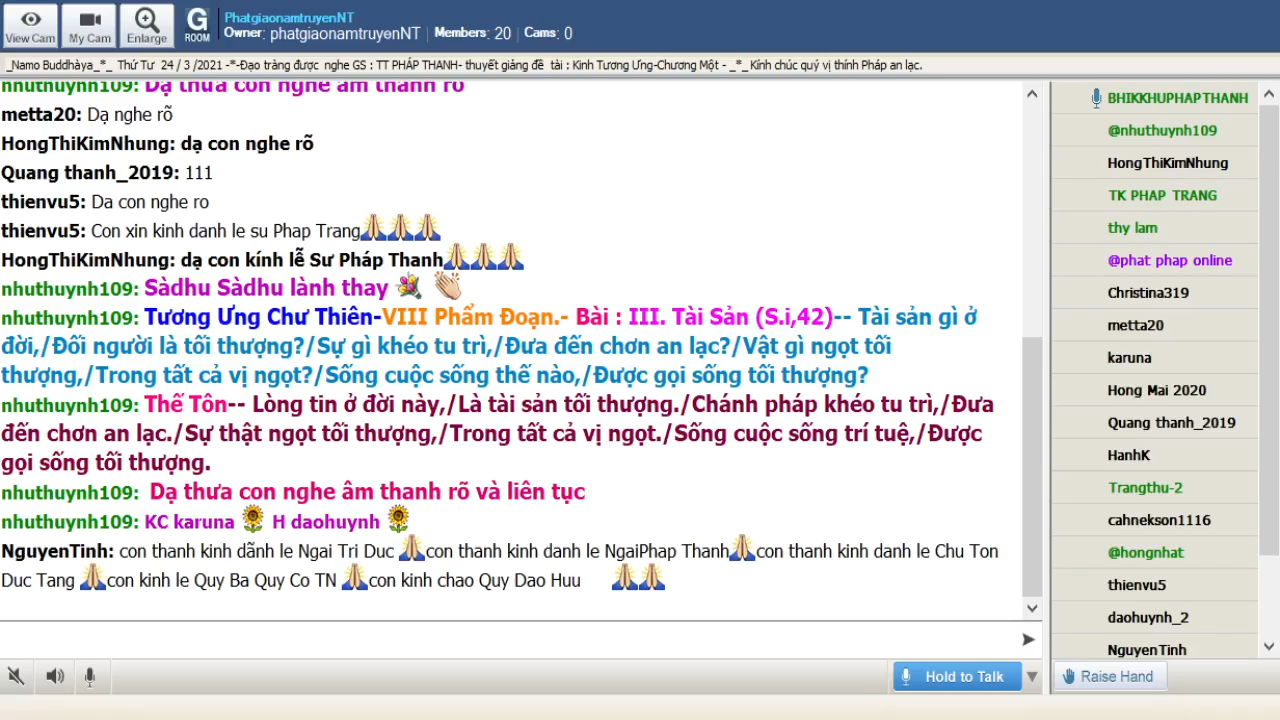 View Cam
My Cam
Enlarge
G
ROOM
PhatgiaonamtruyenNT
Owner: phatgiaonamtruyenNT | Members: 20 | Cams: 0
_Namo Buddhàya_*_ Thứ Tư 24 / 3 /2021 -*-Đạo tràng được nghe GS : TT PHÁP THANH- thuyết giảng đề tài : Kinh Tương Ưng-Chương Một - _*_Kính chúc quý vị thính Pháp an lạc.
nhuthuynh109: Dạ thưa con nghe âm thanh rõ
metta20: Dạ nghe rõ
HongThiKimNhung: dạ con nghe rõ
Quang thanh_2019: 111
thienvu5: Da con nghe ro
thienvu5: Con xin kinh danh le su Phap Trang🙏🙏🙏
HongThiKimNhung: dạ con kính lễ Sư Pháp Thanh🙏🙏🙏
nhuthuynh109: Sàdhu Sàdhu lành thay 💐 👏
nhuthuynh109: Tương Ưng Chư Thiên-VIII Phẩm Đoạn.- Bài : III. Tài Sản (S.i,42)-- Tài sản gì ở
đời,/Đối người là tối thượng?/Sự gì khéo tu trì,/Đưa đến chơn an lạc?/Vật gì ngọt tối
thượng,/Trong tất cả vị ngọt?/Sống cuộc sống thế nào,/Được gọi sống tối thượng?
nhuthuynh109: Thế Tôn-- Lòng tin ở đời này,/Là tài sản tối thượng./Chánh pháp khéo tu trì,/Đưa
đến chơn an lạc./Sự thật ngọt tối thượng,/Trong tất cả vị ngọt./Sống cuộc sống trí tuệ,/Được
gọi sống tối thượng.
nhuthuynh109: Dạ thưa con nghe âm thanh rõ và liên tục
nhuthuynh109: KC karuna 🌻 H daohuynh 🌻
NguyenTinh: con thanh kinh dãnh le Ngai Tri Duc 🙏con thanh kinh danh le NgaiPhap Thanh🙏con thanh kinh danh le Chu Ton
Duc Tang 🙏con kinh le Quy Ba Quy Co TN 🙏con kinh chao Quy Dao Huu 🙏🙏
Hold to Talk
BHIKKHUPHAPTHANH
@nhuthuynh109
HongThiKimNhung
TK PHAP TRANG
thy lam
@phat phap online
Christina319
metta20
karuna
Hong Mai 2020
Quang thanh_2019
HanhK
Trangthu-2
cahnekson1116
@hongnhat
thienvu5
daohuynh_2
NguyenTinh
Raise Hand